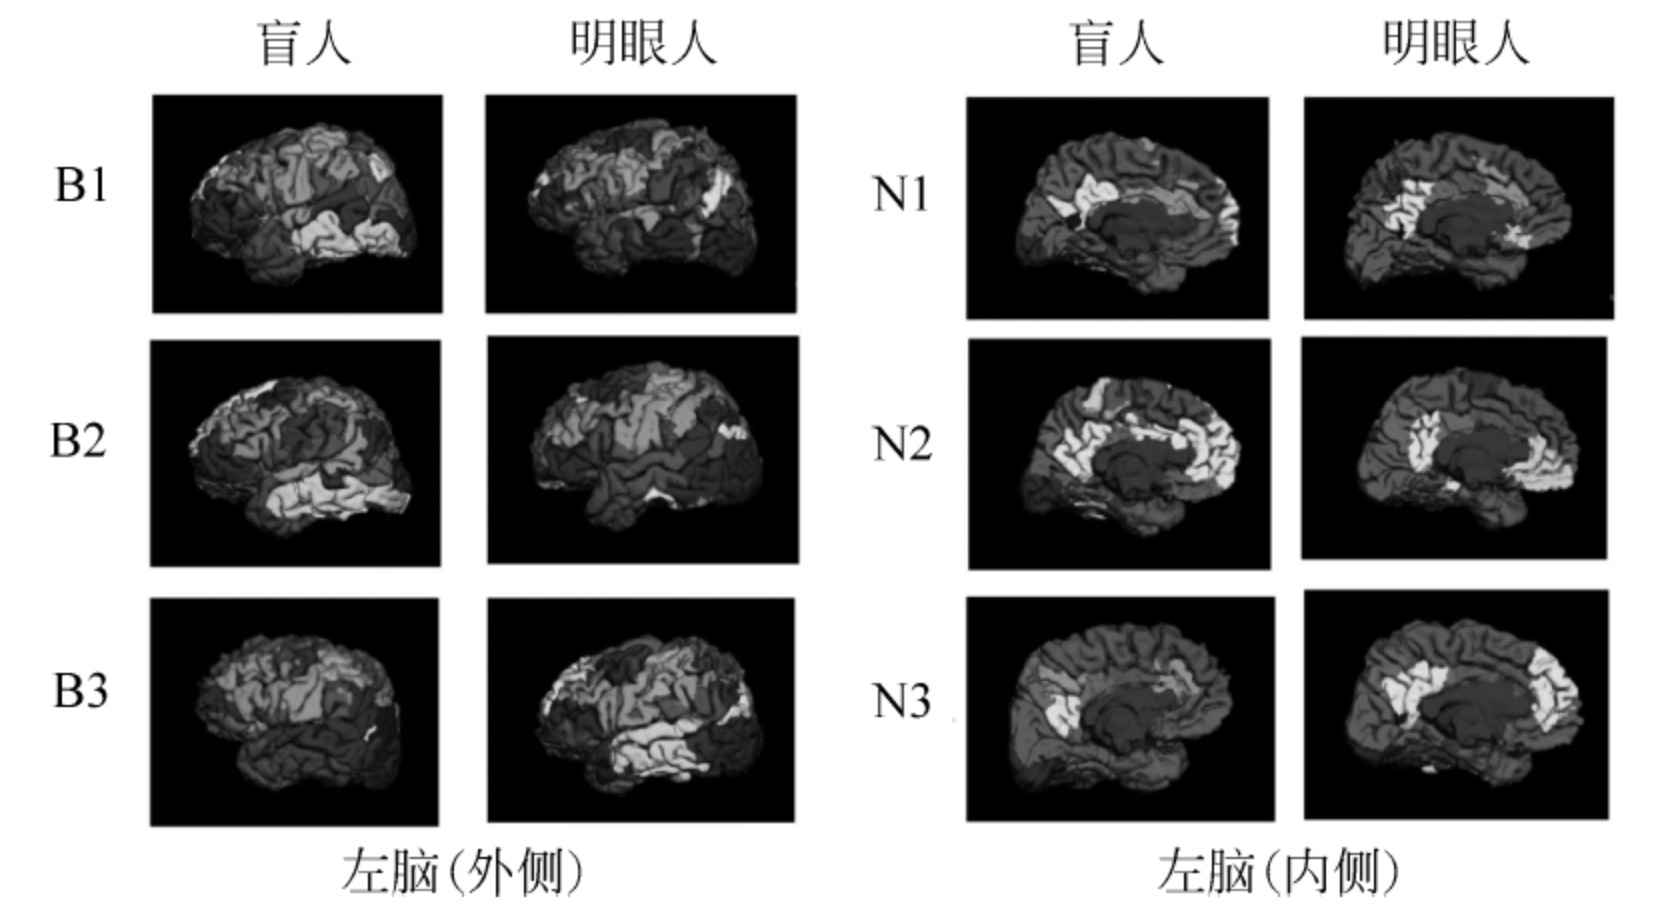 盲人 明眼人 盲人 明眼人
B1 N1
B2 N2
B3 N3
左脑(外侧) 左脑(内侧)